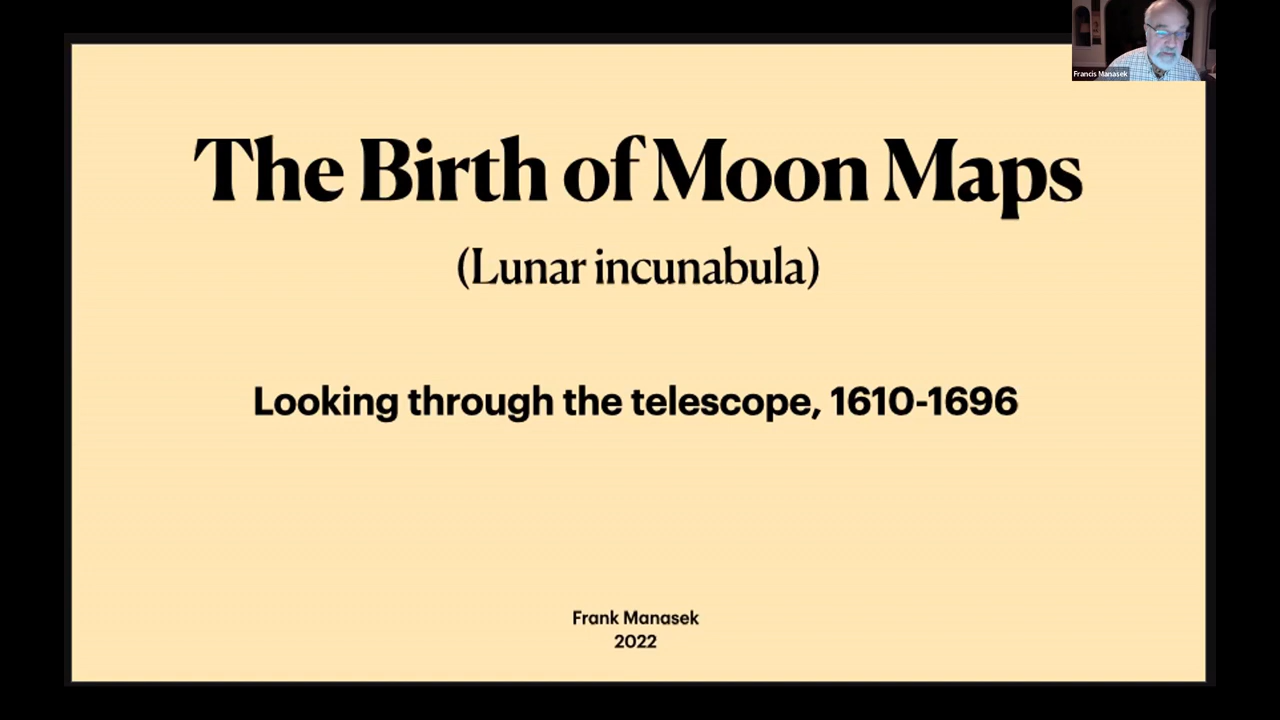 Francis Manasek
The Birth of Moon Maps
(Lunar incunabula)
Looking through the telescope, 1610-1696
Frank Manasek
2022